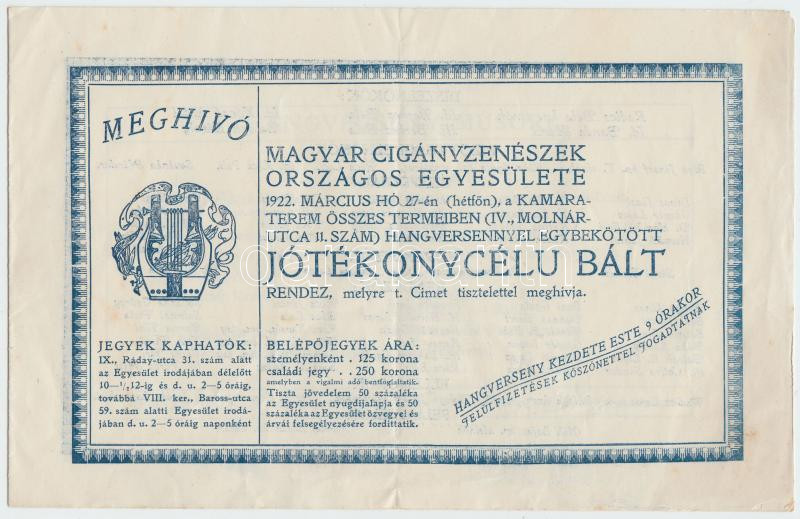 MEGHIVÓ
MAGYAR CIGÁNYZENÉSZEK
ORSZÁGOS EGYESÜLETE
1922. MÁRCIUS HÓ 27-én (hétfőn), a KAMARA-
TEREM ÖSSZES TERMEIBEN (IV., MOLNÁR-
UTCA 11. SZÁM) HANGVERSENNYEL EGYBEKÖTÖTT
JÓTÉKONYCÉLU BÁLT
RENDEZ, melyre t. Cimet tisztelettel meghívja.
JEGYEK KAPHATÓK:
IX., Ráday-utca 31. szám alatt
az Egyesület irodájában délelőtt
10—1/212-ig és d. u. 2—5 óráig,
továbbá VIII. ker., Baross-utca
59. szám alatti Egyesület irodá-
jában d. u. 2—5 óráig naponként
BELÉPŐJEGYEK ÁRA:
személyenként . 125 korona
családi jegy . . 250 korona
amelyben a vigalmi adó bentfoglaltatik.
Tiszta jövedelem 50 százaléka
az Egyesület nyugdíjalapja és 50
százaléka az Egyesület özvegyei és
árvái felsegélyezésére fordíttatik.
HANGVERSENY KEZDETE ESTE 9 ÓRAKOR
FELÜLFIZETÉSEK KÖSZÖNETTEL FOGADTATNAK